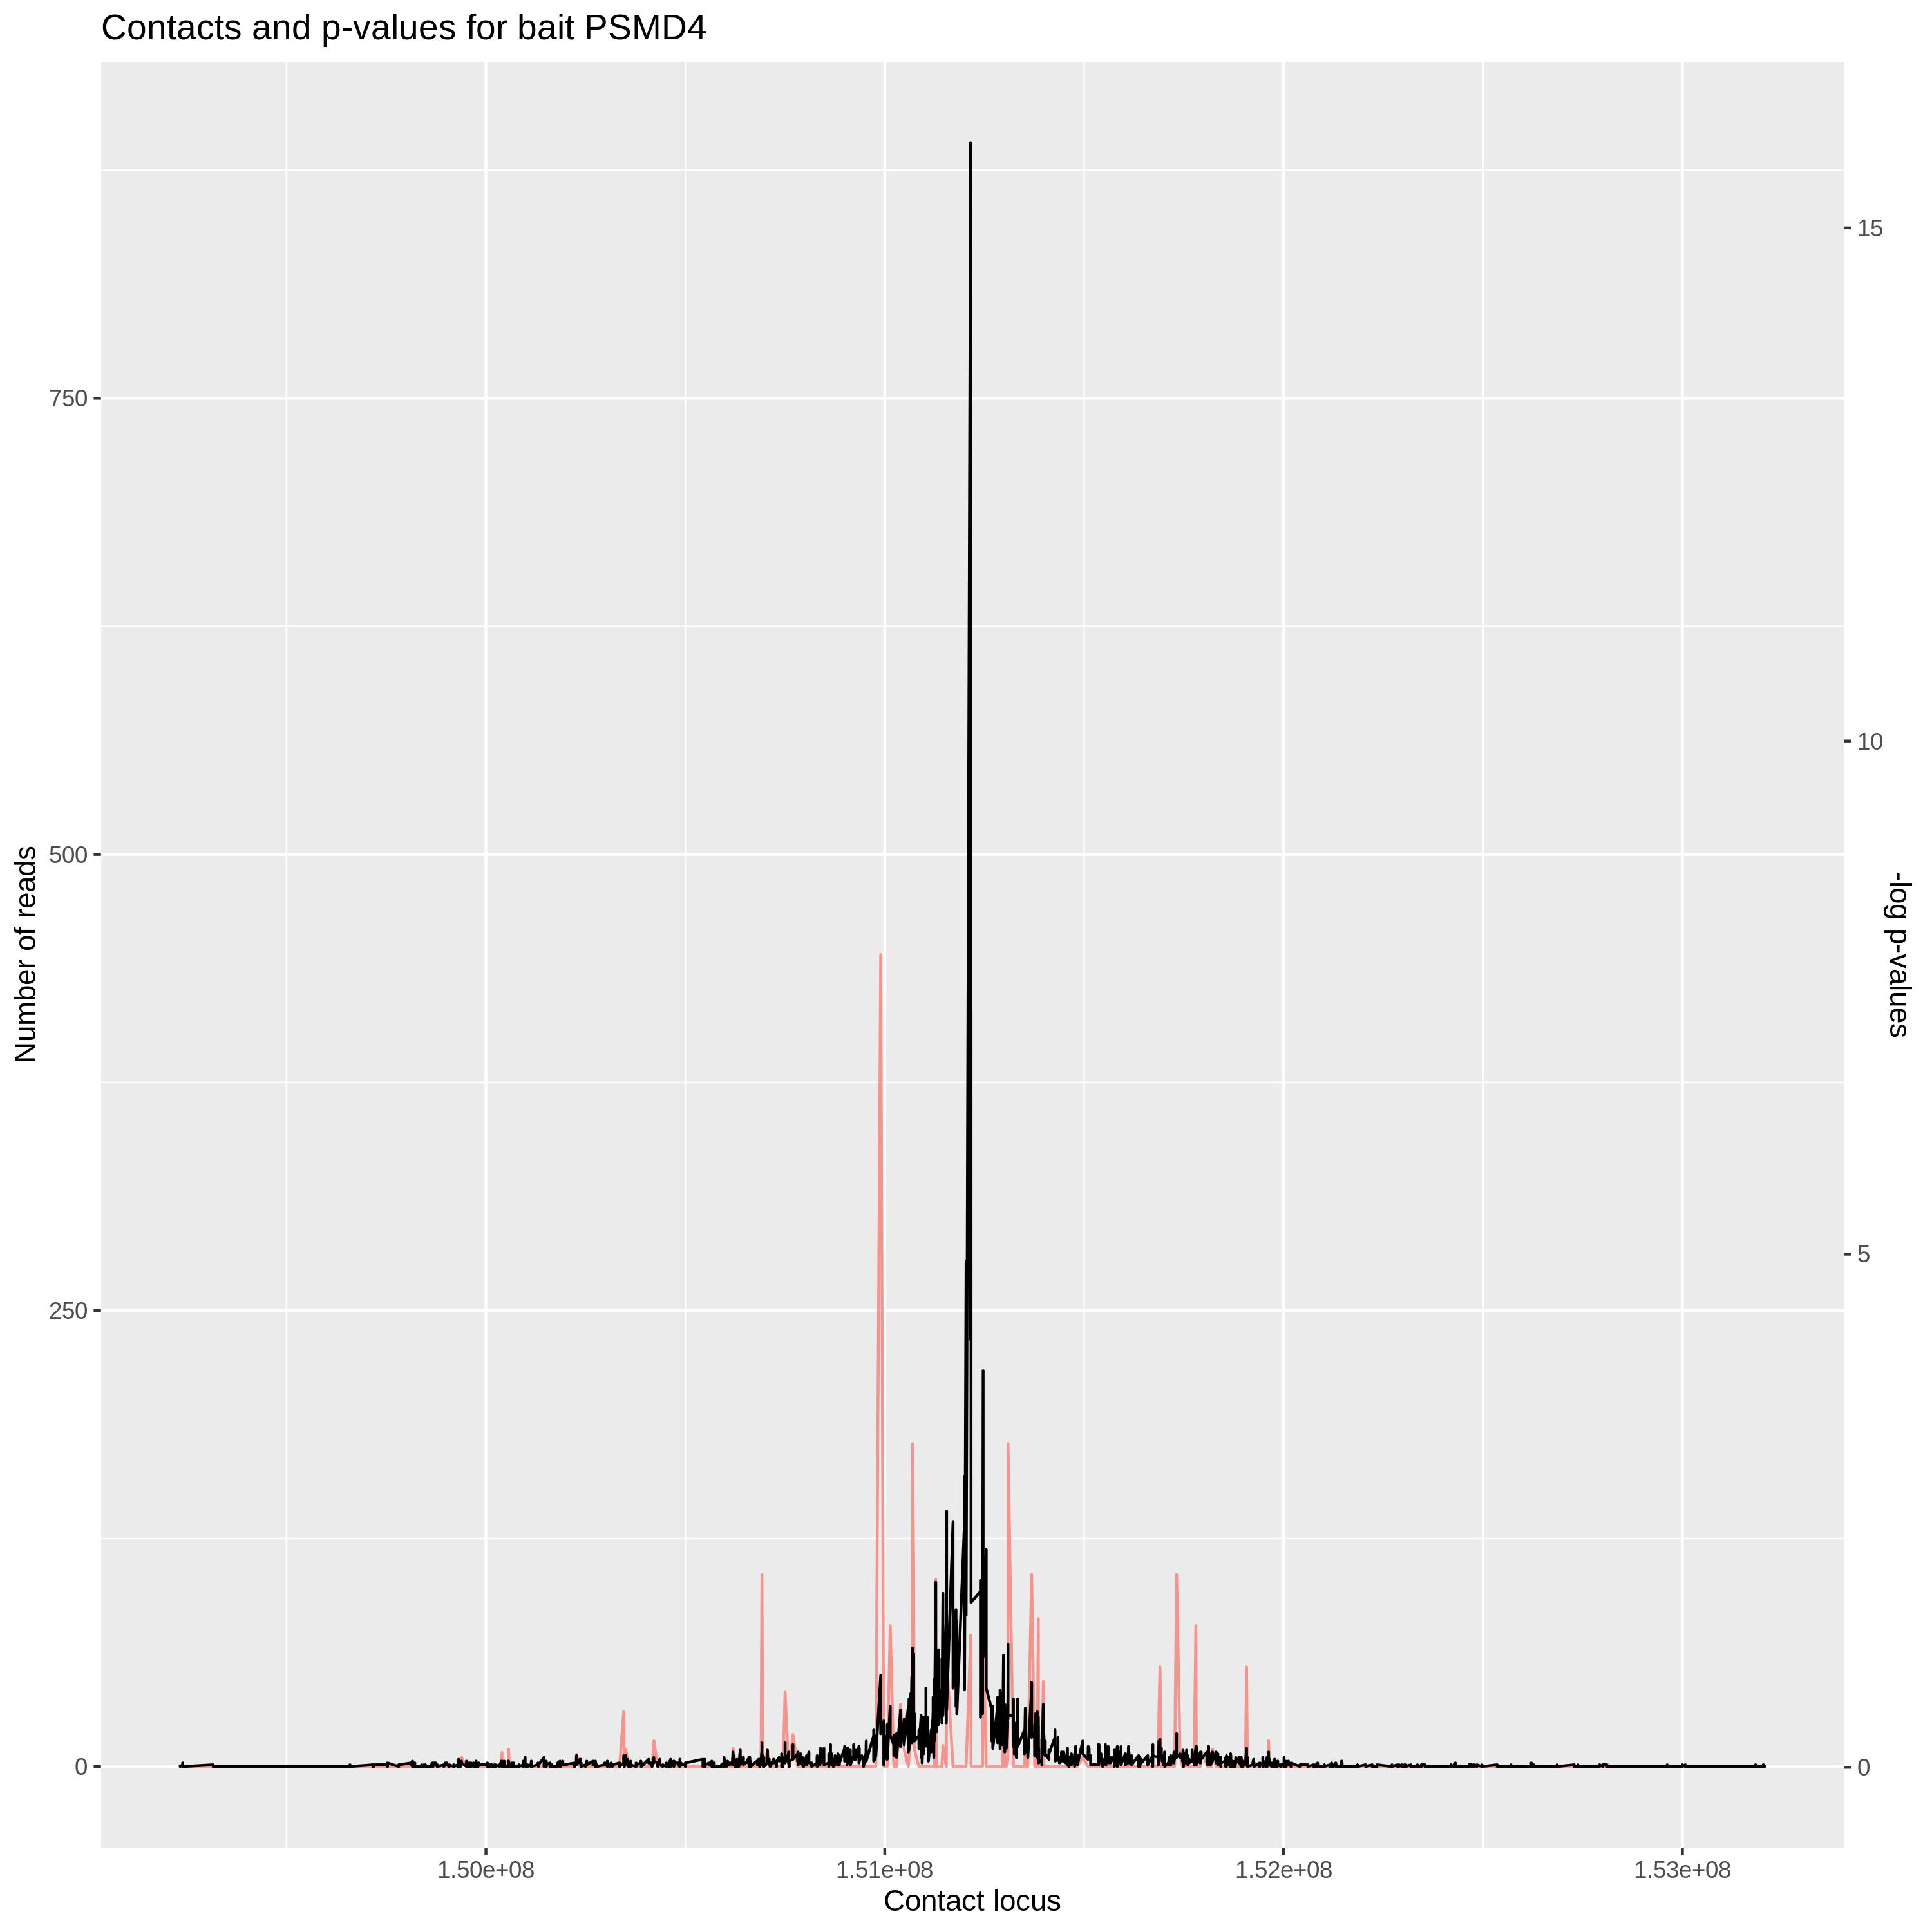 Contacts and p-values for bait PSMD4
750
500
250
0
Number of reads
15
10
5
0
-log p-values
1.50e+08
1.51e+08
1.52e+08
1.53e+08
Contact locus